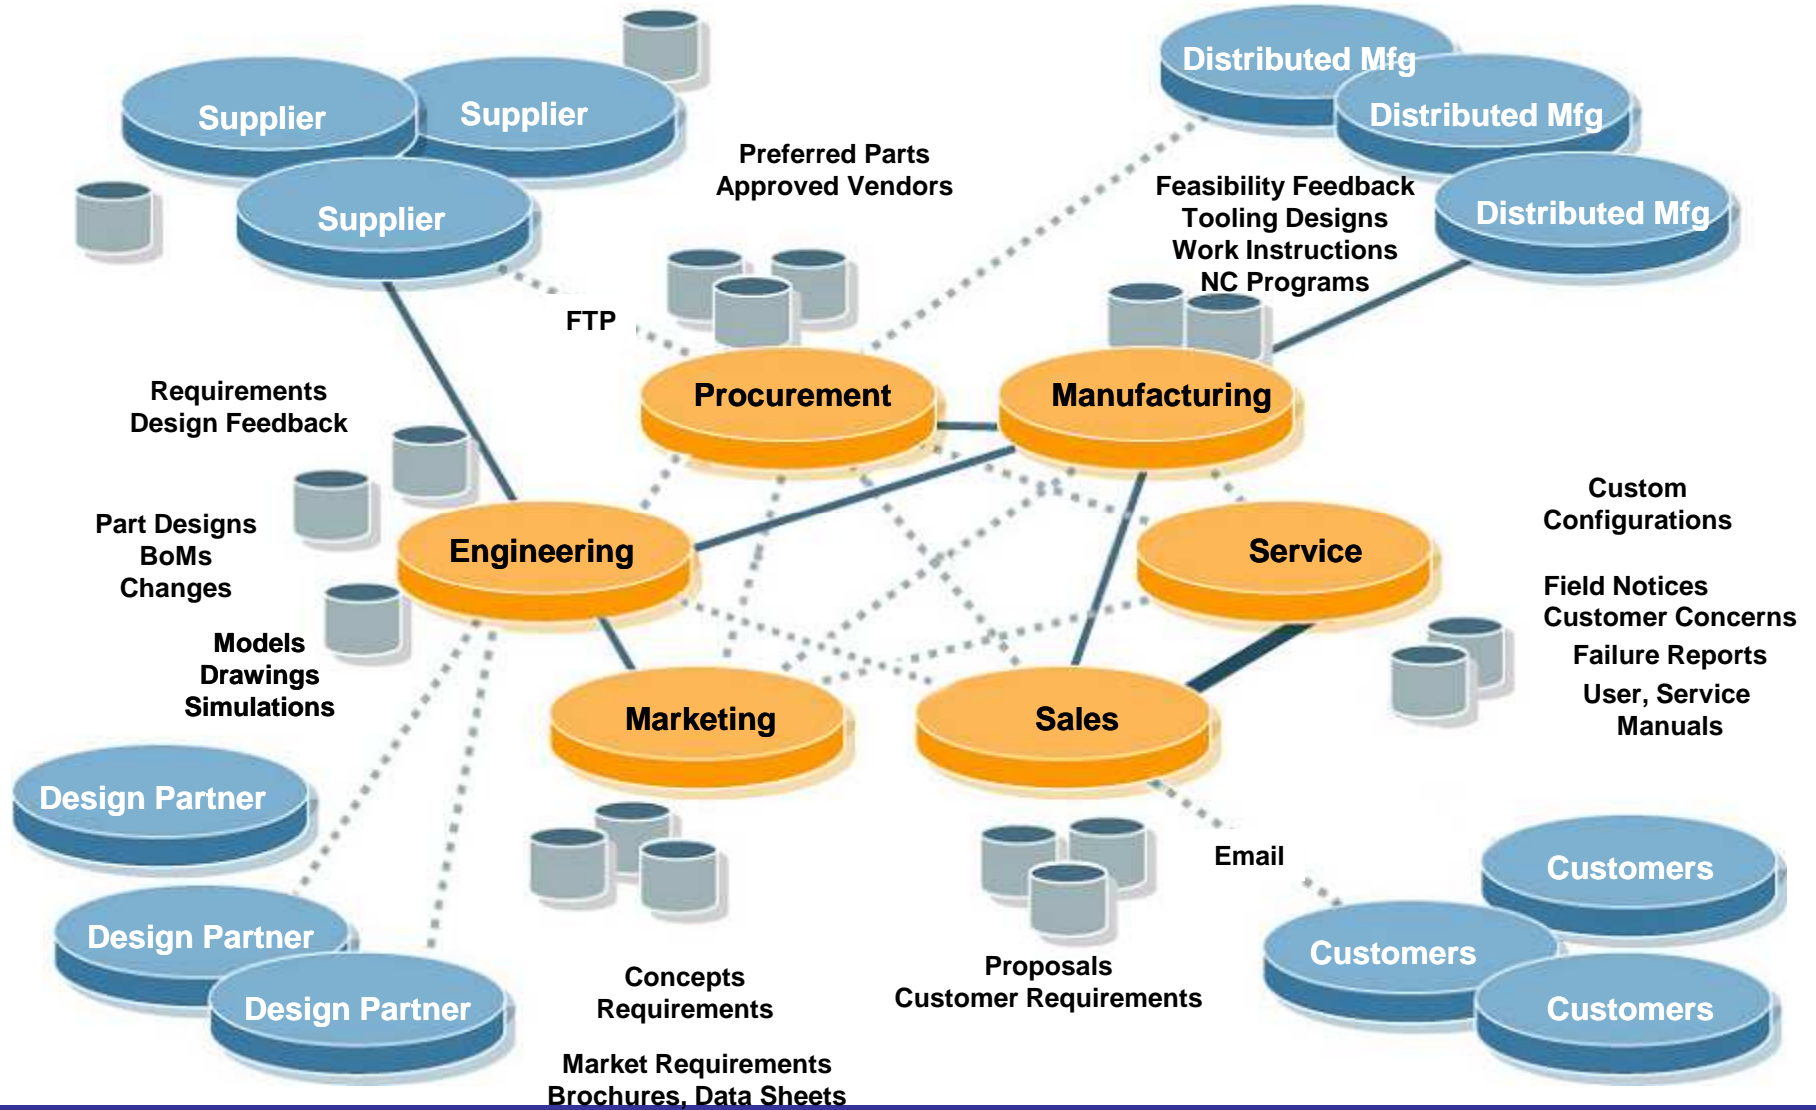 Supplier
Supplier
Supplier
Distributed Mfg
Distributed Mfg
Distributed Mfg
Preferred Parts
Approved Vendors
Feasibility Feedback
Tooling Designs
Work Instructions
NC Programs
FTP
Requirements
Design Feedback
Procurement
Manufacturing
Part Designs
BoMs
Changes
Engineering
Service
Custom
Configurations
Field Notices
Customer Concerns
Failure Reports
User, Service
Manuals
Models
Drawings
Simulations
Marketing
Sales
Design Partner
Design Partner
Design Partner
Email
Customers
Customers
Customers
Concepts
Requirements
Market Requirements
Brochures, Data Sheets
Proposals
Customer Requirements